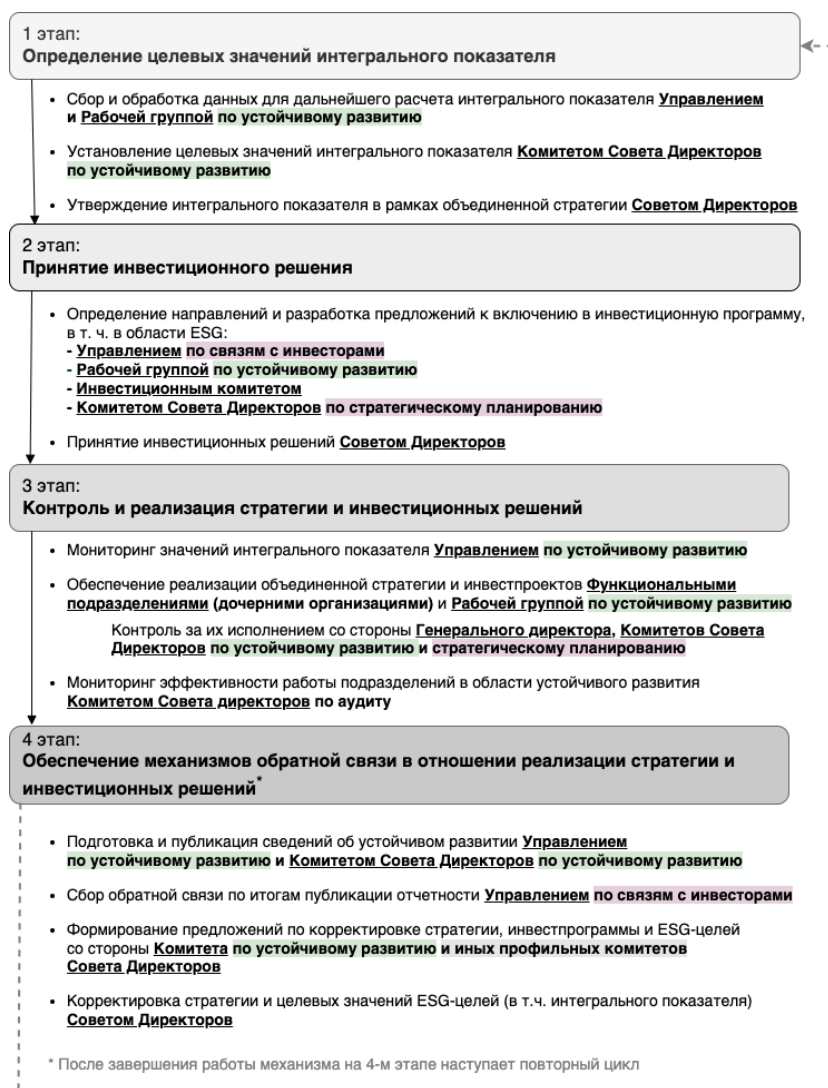 1 этап:
Определение целевых значений интегрального показателя
• Сбор и обработка данных для дальнейшего расчета интегрального показателя Управлением
и Рабочей группой по устойчивому развитию
• Установление целевых значений интегрального показателя Комитетом Совета Директоров
по устойчивому развитию
• Утверждение интегрального показателя в рамках объединенной стратегии Советом Директоров
2 этап:
Принятие инвестиционного решения
• Определение направлений и разработка предложений к включению в инвестиционную программу,
в т. ч. в области ESG:
- Управлением по связям с инвесторами
- Рабочей группой по устойчивому развитию
- Инвестиционным комитетом
- Комитетом Совета Директоров по стратегическому планированию
• Принятие инвестиционных решений Советом Директоров
3 этап:
Контроль и реализация стратегии и инвестиционных решений
• Мониторинг значений интегрального показателя Управлением по устойчивому развитию
• Обеспечение реализации объединенной стратегии и инвестпроектов Функциональными
подразделениями (дочерними организациями) и Рабочей группой по устойчивому развитию
Контроль за их исполнением со стороны Генерального директора, Комитетов Совета
Директоров по устойчивому развитию и стратегическому планированию
• Мониторинг эффективности работы подразделений в области устойчивого развития
Комитетом Совета директоров по аудиту
4 этап:
Обеспечение механизмов обратной связи в отношении реализации стратегии и
инвестиционных решений*
• Подготовка и публикация сведений об устойчивом развитии Управлением
по устойчивому развитию и Комитетом Совета Директоров по устойчивому развитию
• Сбор обратной связи по итогам публикации отчетности Управлением по связям с инвесторами
• Формирование предложений по корректировке стратегии, инвестпрограммы и ESG-целей
со стороны Комитета по устойчивому развитию и иных профильных комитетов
Совета Директоров
• Корректировка стратегии и целевых значений ESG-целей (в т.ч. интегрального показателя)
Советом Директоров
* После завершения работы механизма на 4-м этапе наступает повторный цикл